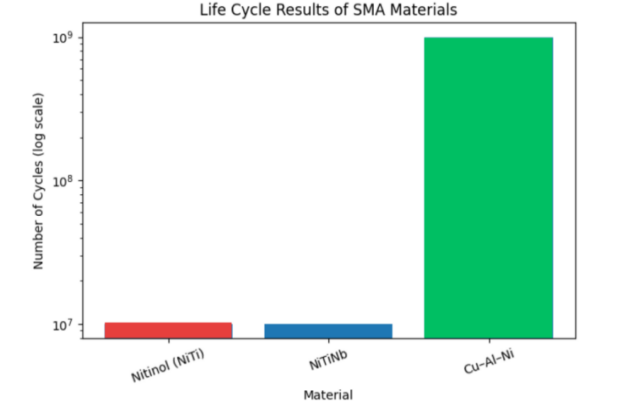 Life Cycle Results of SMA Materials
Number of Cycles (log scale)
10⁹
10⁸
10⁷
Nitinol (NiTi)
NiTiNb
Cu–Al–Ni
Material